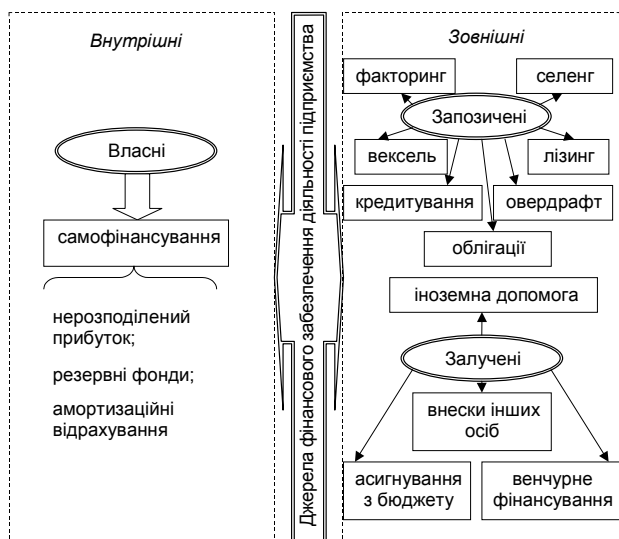 Внутрішні
Власні
самофінансування
нерозподілений
прибуток;
резервні фонди;
амортизаційні
відрахування
Джерела фінансового забезпечення діяльності підприємства
Зовнішні
факторинг
селенг
Запозичені
вексель
лізинг
кредитування
овердрафт
облігації
іноземна допомога
Залучені
внески інших
осіб
асигнування
з бюджету
венчурне
фінансування